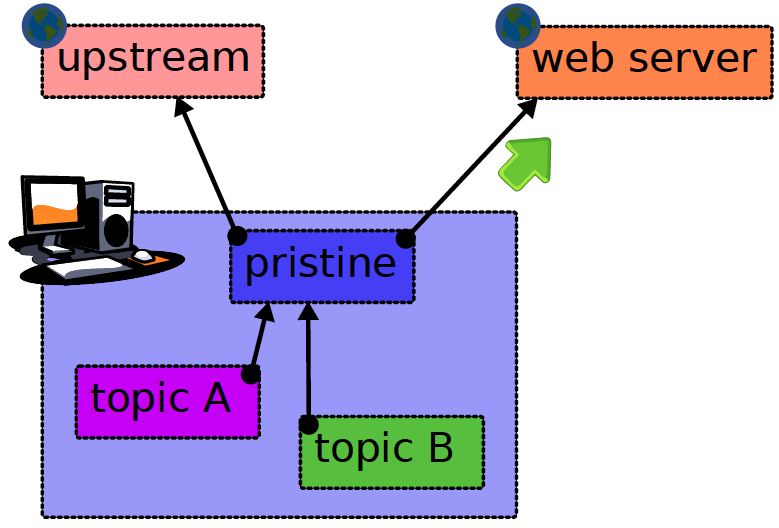 upstream
web server
pristine
topic A
topic B